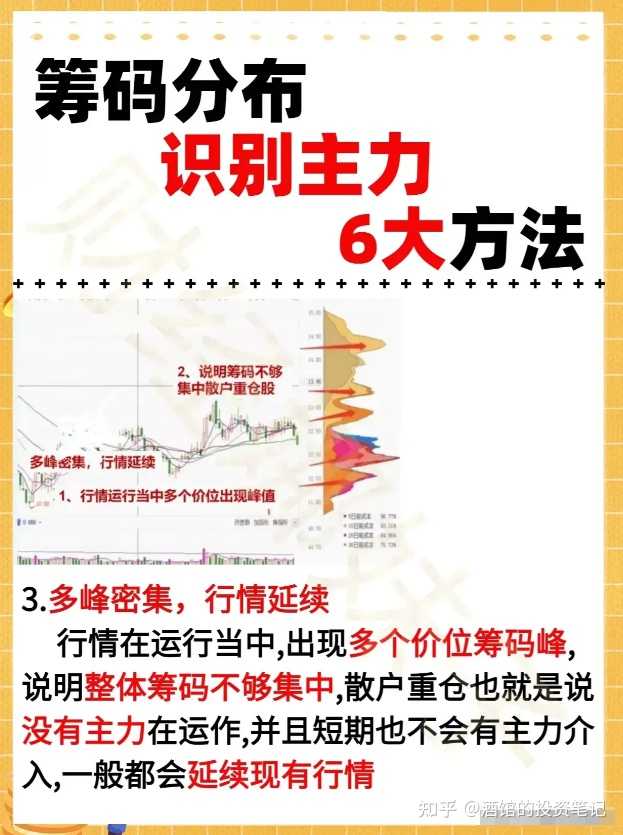 筹码分布
识别主力
6大方法
2、说明筹码不够
集中散户重仓股
多峰密集，行情延续
1、行情运行当中多个价位出现峰值
3.多峰密集，行情延续
行情在运行当中,出现多个价位筹码峰,
说明整体筹码不够集中,散户重仓也就是说
没有主力在运作,并且短期也不会有主力介
入,一般都会延续现有行情
知乎 @酒馆的投资笔记